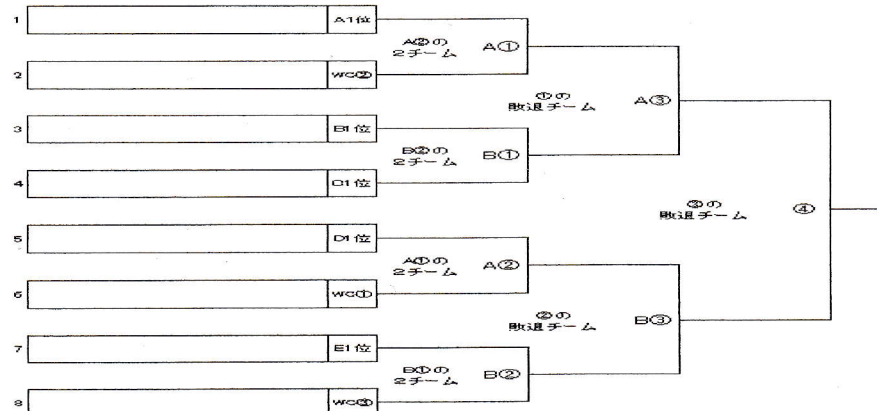 1 A1位
A②の
2チーム A①
2 WC②
①の
敗退チーム A③
3 B1位
B②の
2チーム B①
4 C1位
③の
敗退チーム ④
5 D1位
A①の
2チーム A②
6 WC①
②の
敗退チーム B③
7 E1位
B①の
2チーム B②
8 WC③